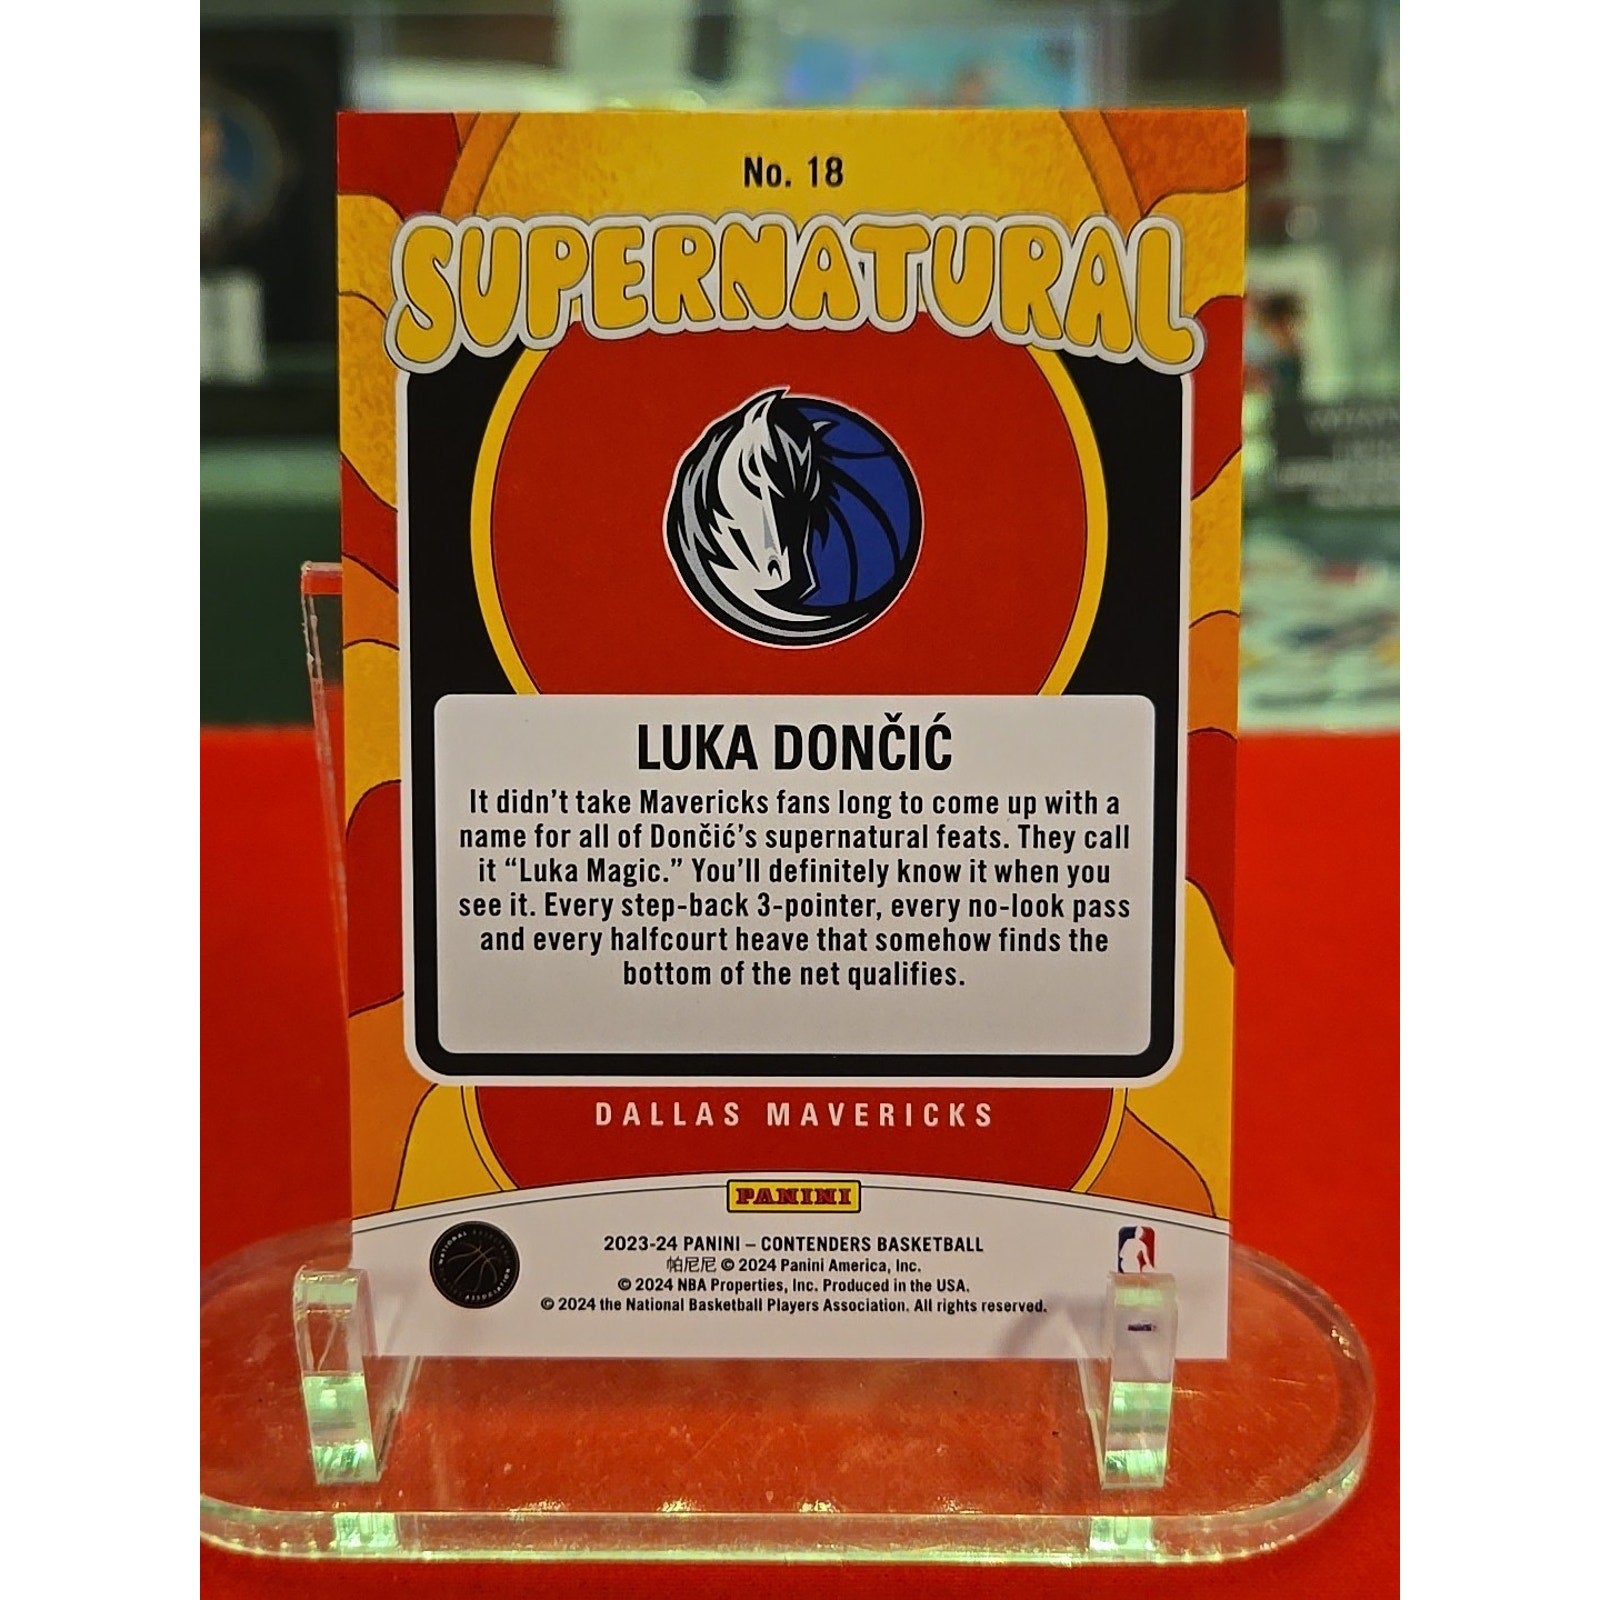 No. 18
SUPERNATURAL
LUKA DONČIĆ
It didn't take Mavericks fans long to come up with a
name for all of Dončić's supernatural feats. They call
it “Luka Magic.” You'll definitely know it when you
see it. Every step-back 3-pointer, every no-look pass
and every halfcourt heave that somehow finds the
bottom of the net qualifies.
DALLAS MAVERICKS
PANINI
2023-24 PANINI – CONTENDERS BASKETBALL
帕尼尼 © 2024 Panini America, Inc.
© 2024 NBA Properties, Inc. Produced in the USA.
© 2024 the National Basketball Players Association. All rights reserved.